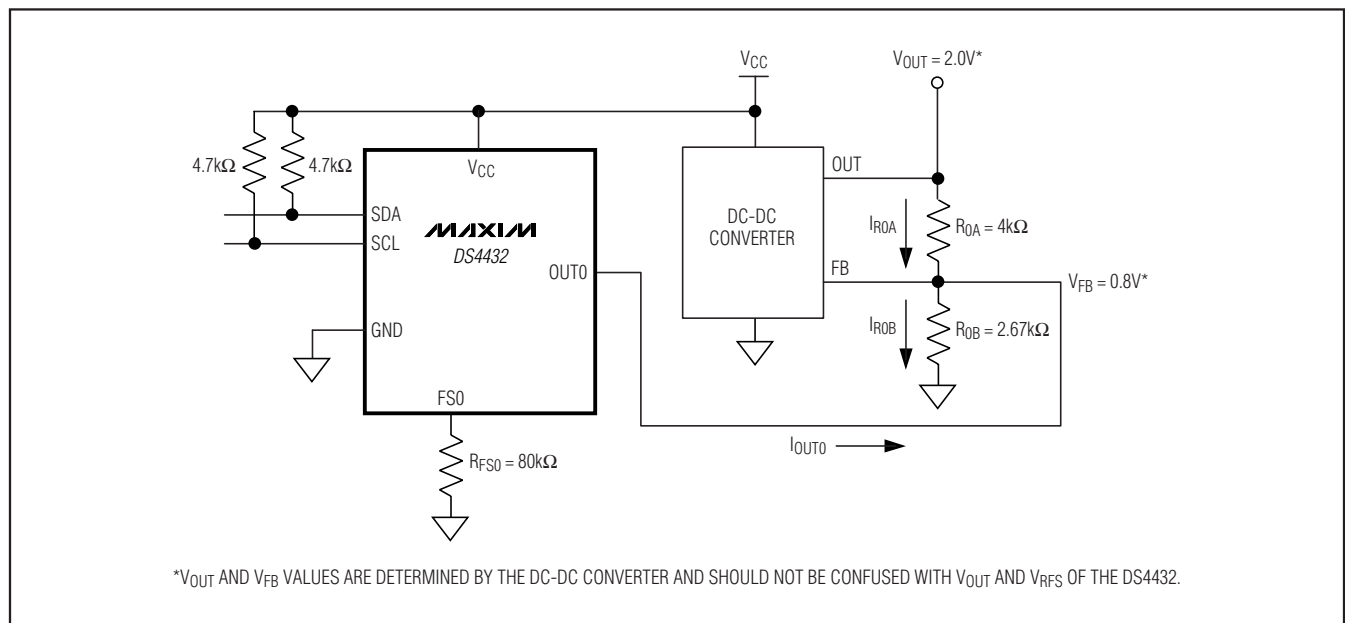 VCC
VOUT = 2.0V*
4.7kΩ
4.7kΩ
VCC
SDA
SCL
MAXIM
DS4432
OUT0
GND
FS0
RFS0 = 80kΩ
DC-DC
CONVERTER
OUT
FB
IR0A
R0A = 4kΩ
VFB = 0.8V*
IR0B
R0B = 2.67kΩ
IOUT0
*VOUT AND VFB VALUES ARE DETERMINED BY THE DC-DC CONVERTER AND SHOULD NOT BE CONFUSED WITH VOUT AND VRFS OF THE DS4432.